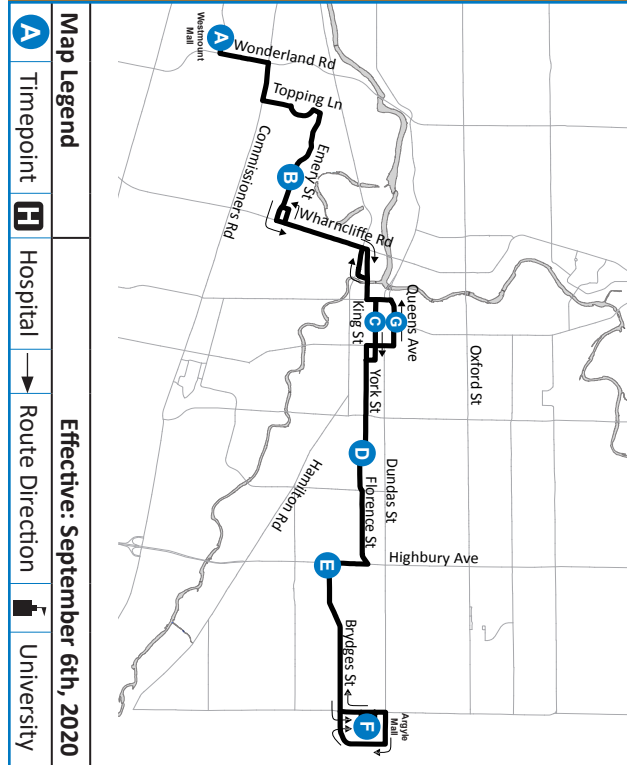 Westmount
Mall
A
Wonderland Rd
Topping Ln
Commissioners Rd
Emery St
B
Wharncliffe Rd
Queens Ave
G
C
King St
York St
Oxford St
D
Dundas St
Florence St
Hamilton Rd
Highbury Ave
E
Brydges St
Argyle
Mall
F
Map Legend
Effective: September 6th, 2020
A Timepoint H Hospital Route Direction University